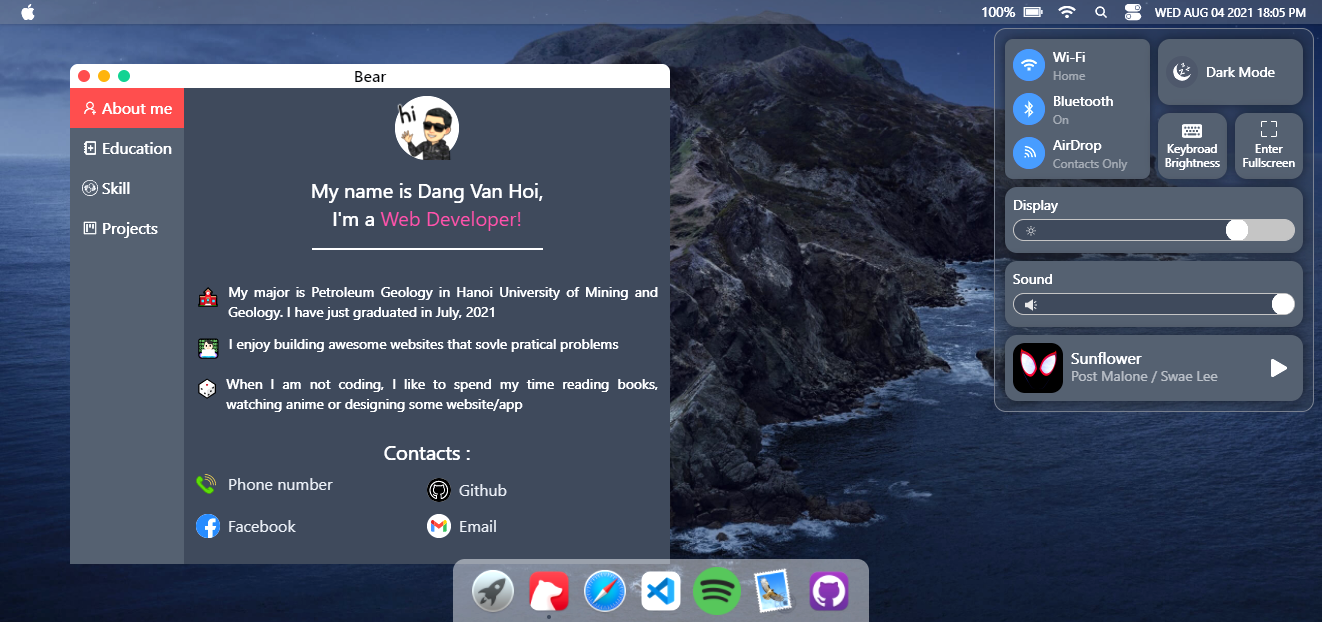 100%
WED AUG 04 2021 18:05 PM
Bear
About me
Education
Skill
Projects
hi
My name is Dang Van Hoi,
I'm a Web Developer!
My major is Petroleum Geology in Hanoi University of Mining and
Geology. I have just graduated in July, 2021
I enjoy building awesome websites that sovle pratical problems
When I am not coding, I like to spend my time reading books,
watching anime or designing some website/app
Contacts :
Phone number
Github
Facebook
Email
Wi-Fi
Home
Bluetooth
On
AirDrop
Contacts Only
Dark Mode
Keybroad
Brightness
Enter
Fullscreen
Display
Sound
Sunflower
Post Malone / Swae Lee